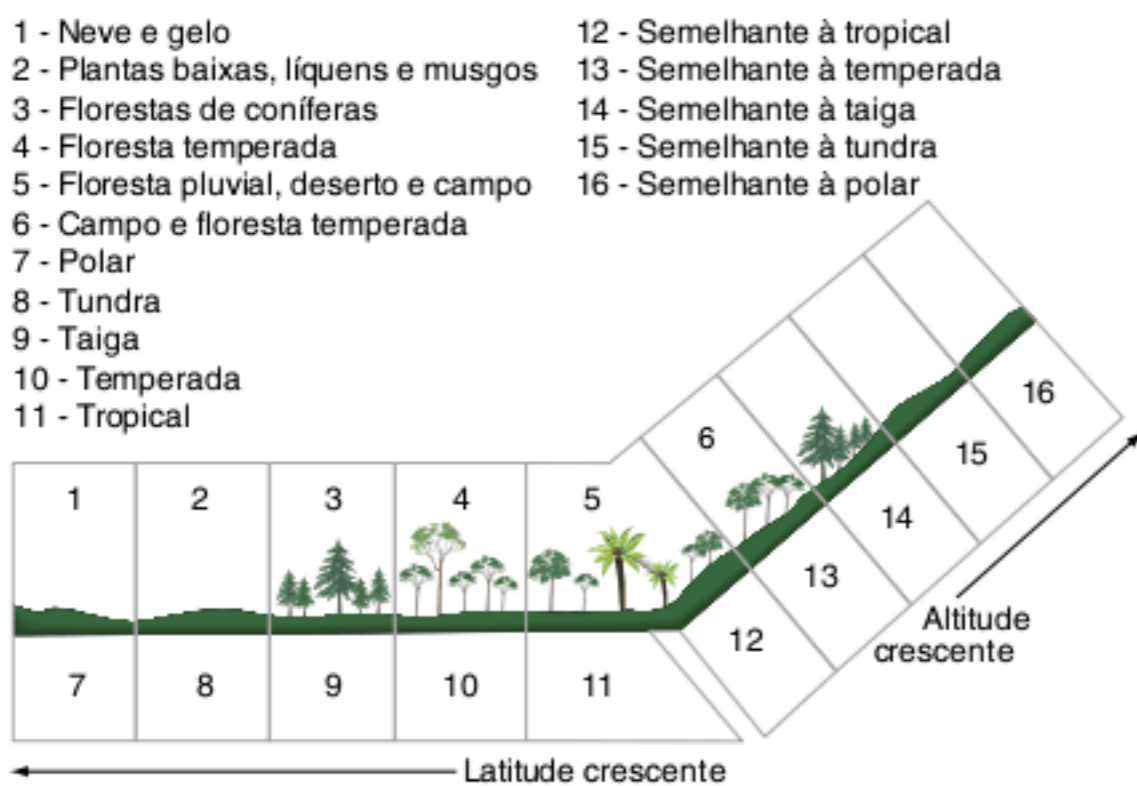 1 - Neve e gelo
2 - Plantas baixas, líquens e musgos
3 - Florestas de coníferas
4 - Floresta temperada
5 - Floresta pluvial, deserto e campo
6 - Campo e floresta temperada
7 - Polar
8 - Tundra
9 - Taiga
10 - Temperada
11 - Tropical
12 - Semelhante à tropical
13 - Semelhante à temperada
14 - Semelhante à taiga
15 - Semelhante à tundra
16 - Semelhante à polar
1
2
3
4
5
6
7
8
9
10
11
12
13
14
15
16
Altitude
crescente
Latitude crescente